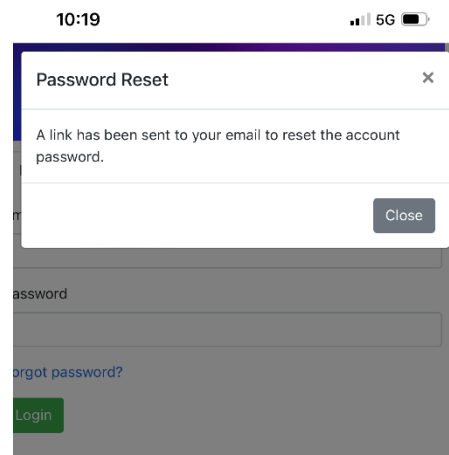 10:19
5G
Password Reset
×
A link has been sent to your email to reset the account
password.
Close
assword
orgot password?
Login